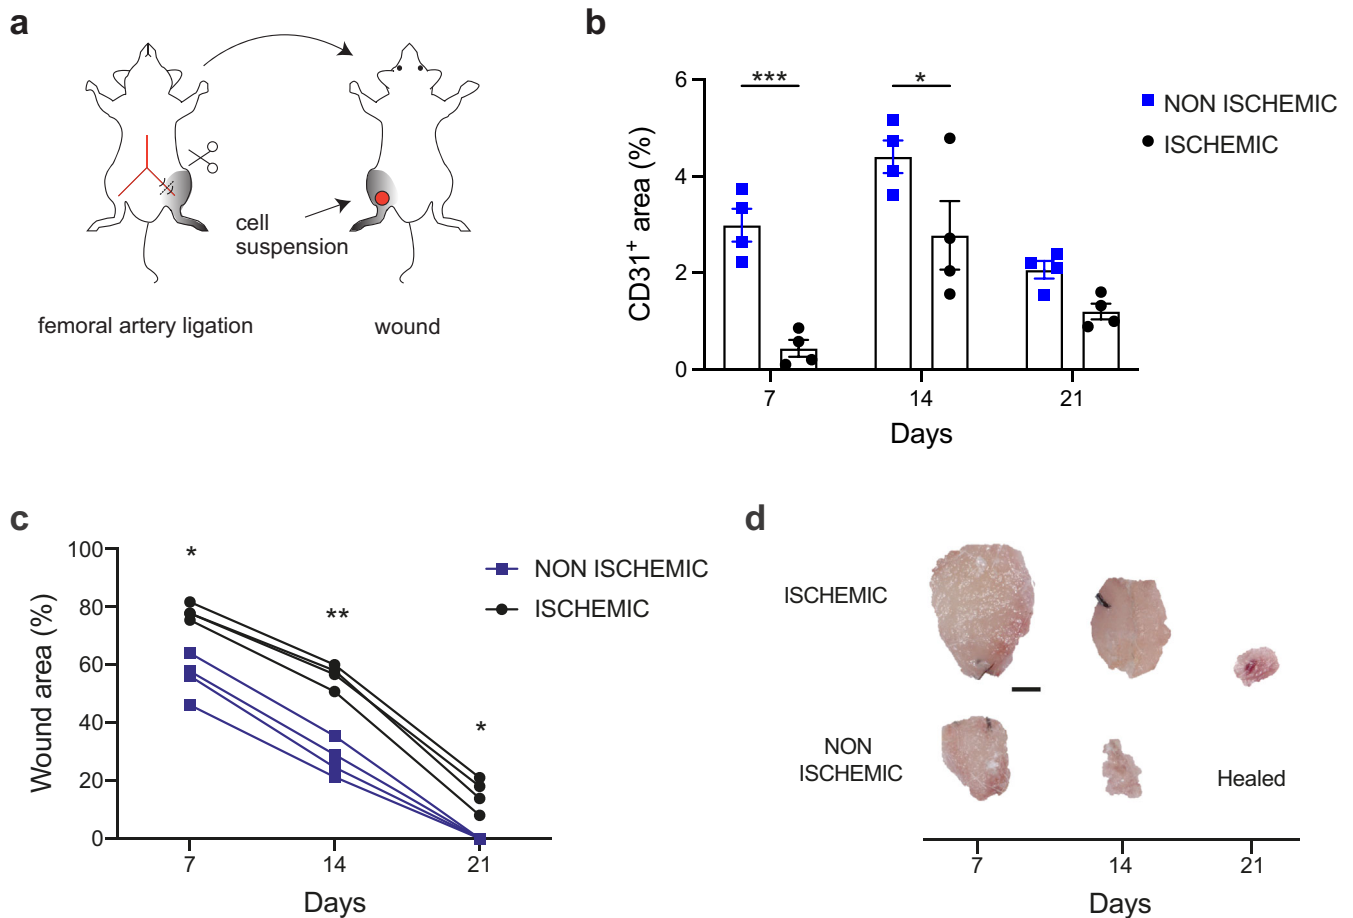 a
cell
suspension
femoral artery ligation
wound
b
CD31+ area (%)
6
4
2
0
***
*
NON ISCHEMIC
ISCHEMIC
7
14
21
Days
c
Wound area (%)
100
80
60
40
20
0
*
**
*
NON ISCHEMIC
ISCHEMIC
7
14
21
Days
d
ISCHEMIC
NON
ISCHEMIC
Healed
7
14
21
Days